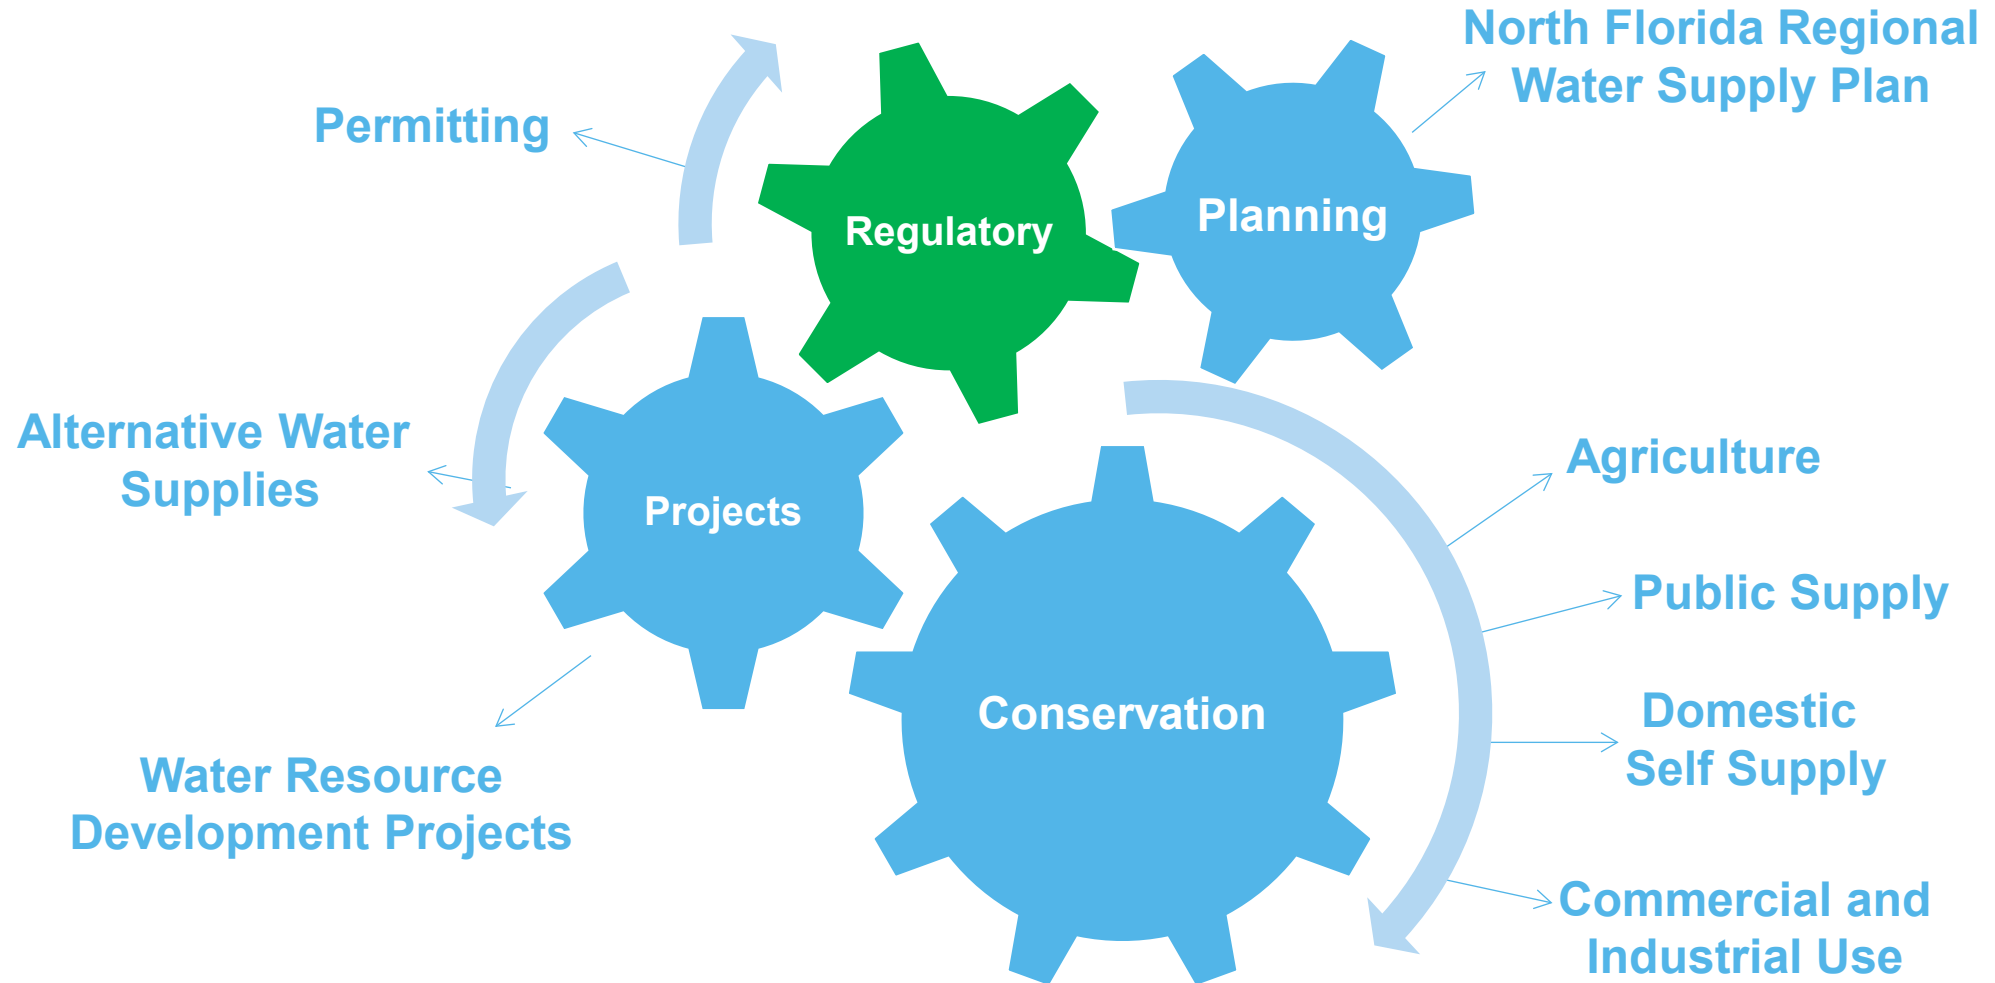 North Florida Regional
Water Supply Plan
Permitting
Regulatory
Planning
Alternative Water
Supplies
Projects
Agriculture
Public Supply
Conservation
Domestic
Self Supply
Water Resource
Development Projects
Commercial and
Industrial Use